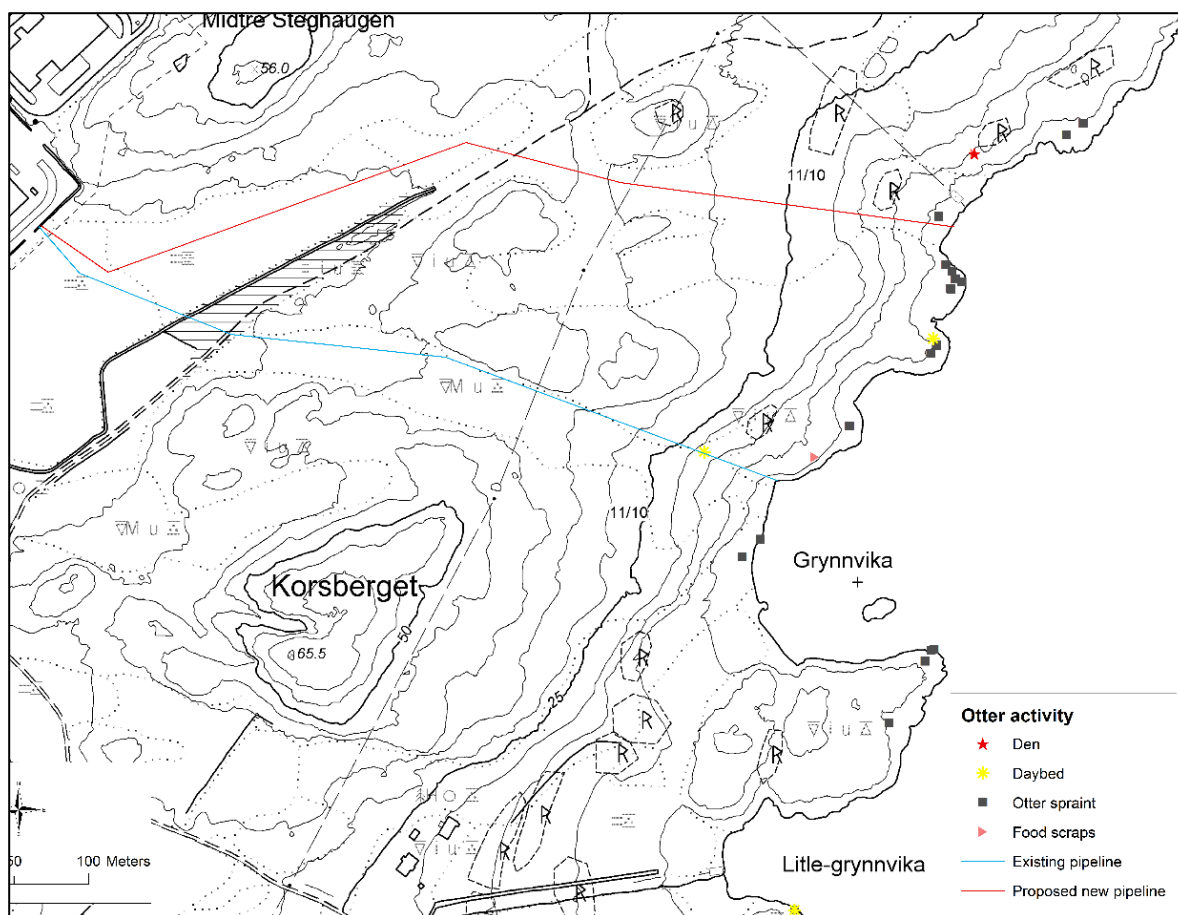 Midtre Steghaugen
56.0
R
R
R
R
11/10
R
i u
i u
i u
M u
i u
R
i u
M u
11/10
Grynnvika
Korsberget
50
65.5
R
25
R
i u
R
R
H O
R
i u
R
R
Litle-grynnvika
50 100 Meters
Otter activity
Den
Daybed
Otter spraint
Food scraps
Existing pipeline
Proposed new pipeline